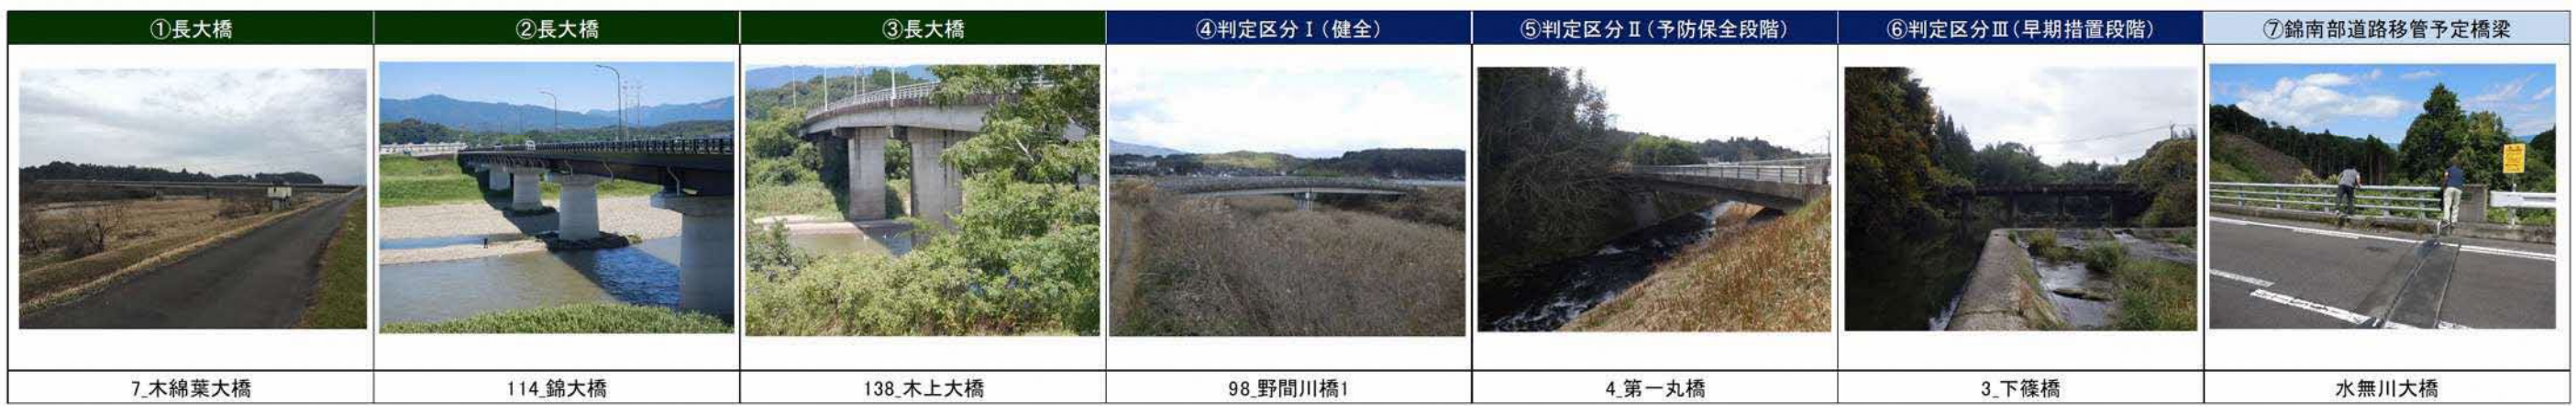 ①長大橋
②長大橋
③長大橋
④判定区分Ⅰ(健全)
⑤判定区分Ⅱ(予防保全段階)
⑥判定区分Ⅲ(早期措置段階)
⑦錦南部道路移管予定橋梁
7_木綿葉大橋
114_錦大橋
138_木上大橋
98_野間川橋1
4_第一丸橋
3_下篠橋
水無川大橋